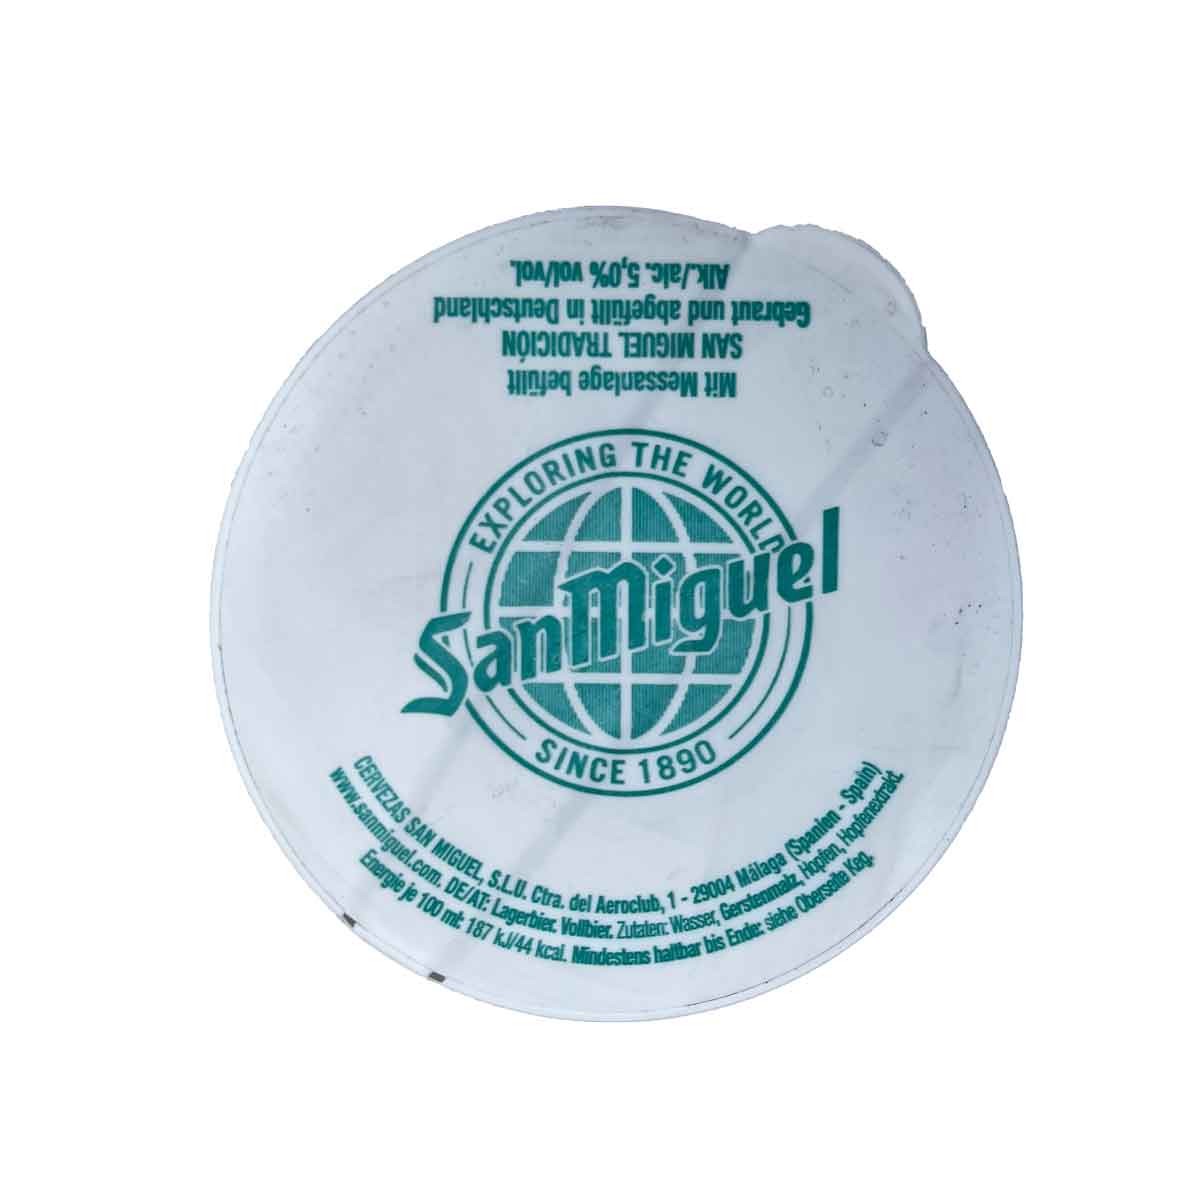 Mit Messanlage befüllt
SAN MIGUEL TRADICIÓN
Gebraut und abgefüllt in Deutschland
Alk./alc. 5,0% vol/vol.
EXPLORING THE WORLD
SanMiguel
SINCE 1890
CERVEZAS SAN MIGUEL, S.L.U. Ctra. del Aeroclub, 1 - 29004 Málaga (Spanien - Spain)
www.sanmiguel.com. DE/AT: Lagerbier. Vollbier. Zutaten: Wasser, Gerstenmalz, Hopfen, Hopfenextrakt.
Energie je 100 ml: 187 kJ/44 kcal. Mindestens haltbar bis Ende: siehe Oberseite Keg.